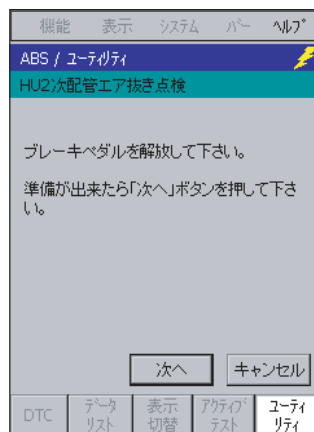 機能 表示 ｼｽﾃﾑ ﾊﾞｰ ﾍﾙﾌﾟ
ABS / ﾕｰﾃｨﾘﾃｨ
HU2次配管エア抜き点検
ブレーキペダルを解放して下さい。
準備が出来たら「次へ」ボタンを押して下さ
い。
次へ キャンセル
DTC ﾃﾞｰﾀ 表示 ｱｸﾃｨﾌﾞ ﾕｰﾃｨ
ﾘｽﾄ 切替 ﾃｽﾄ ﾘﾃｨ